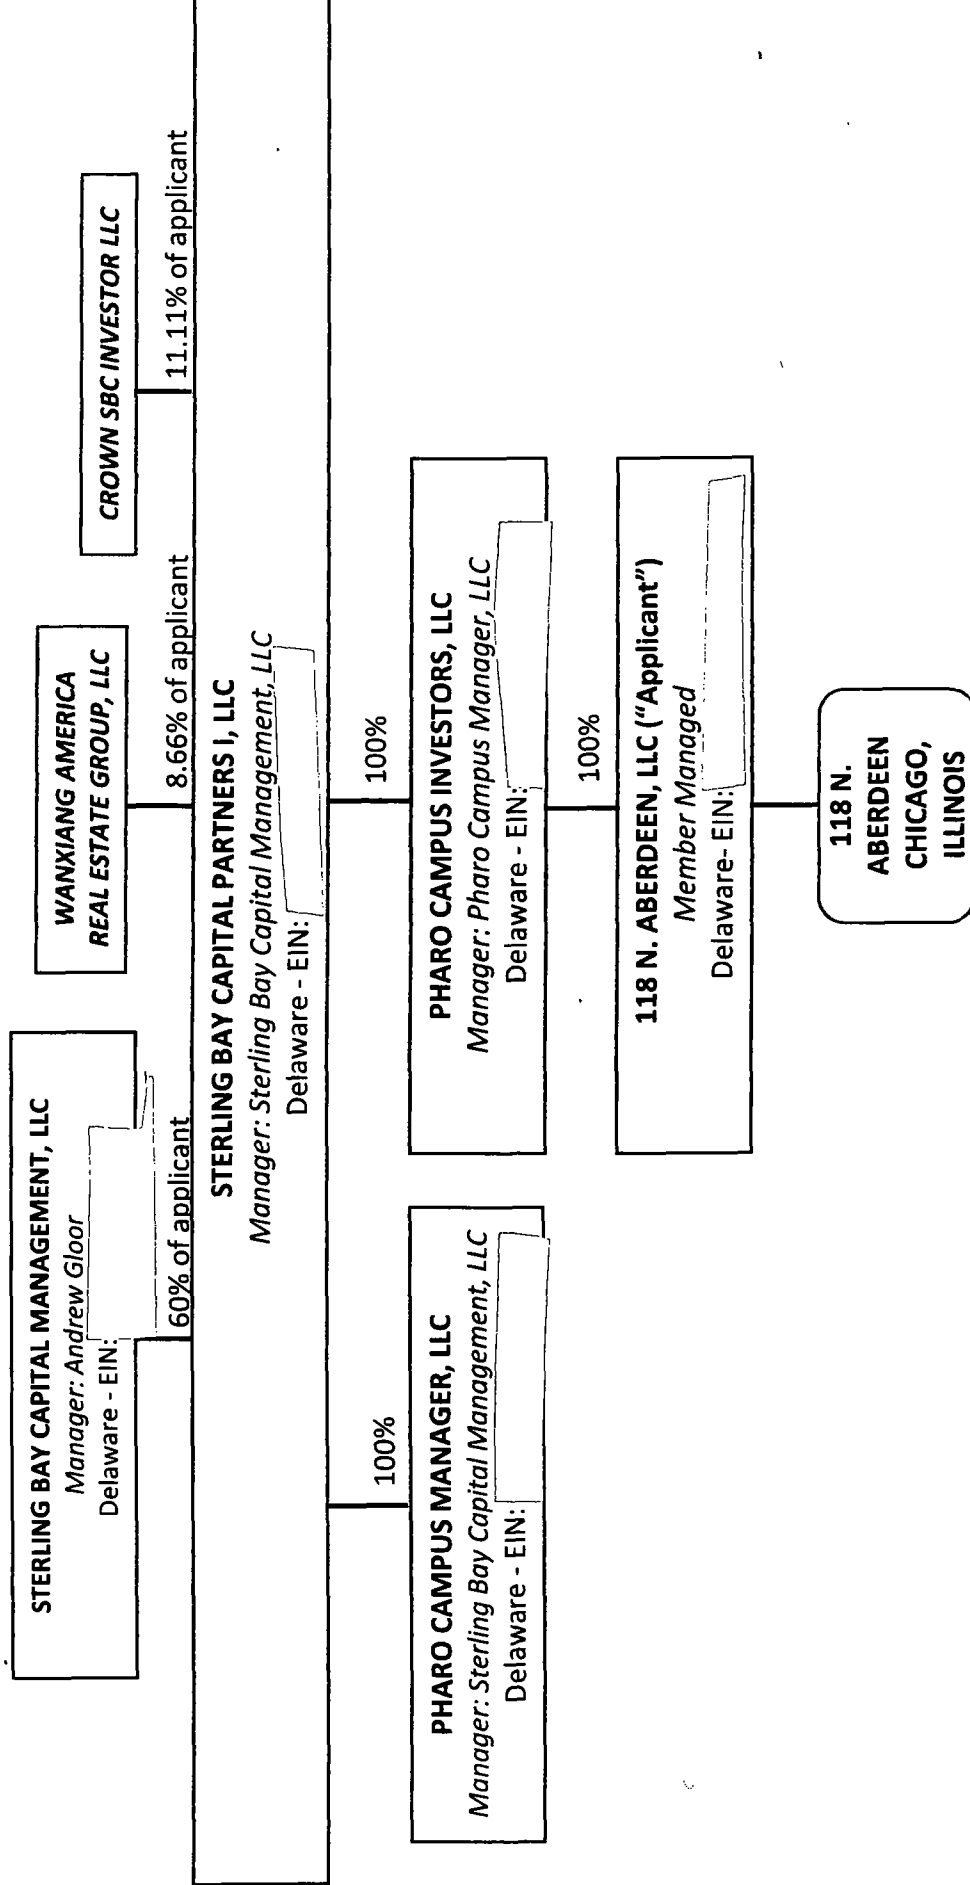 STERLING BAY CAPITAL MANAGEMENT, LLC
Manager: Andrew Gloor
Delaware - EIN:
60% of applicant
WANXIANG AMERICA
REAL ESTATE GROUP, LLC
8.66% of applicant
CROWN SBC INVESTOR LLC
11.11% of applicant
STERLING BAY CAPITAL PARTNERS I, LLC
Manager: Sterling Bay Capital Management, LLC
Delaware - EIN:
100%
PHARO CAMPUS MANAGER, LLC
Manager: Sterling Bay Capital Management, LLC
Delaware - EIN:
100%
PHARO CAMPUS INVESTORS, LLC
Manager: Pharo Campus Manager, LLC
Delaware - EIN:
100%
118 N. ABERDEEN, LLC ("Applicant")
Member Managed
Delaware- EIN:
118 N.
ABERDEEN
CHICAGO,
ILLINOIS